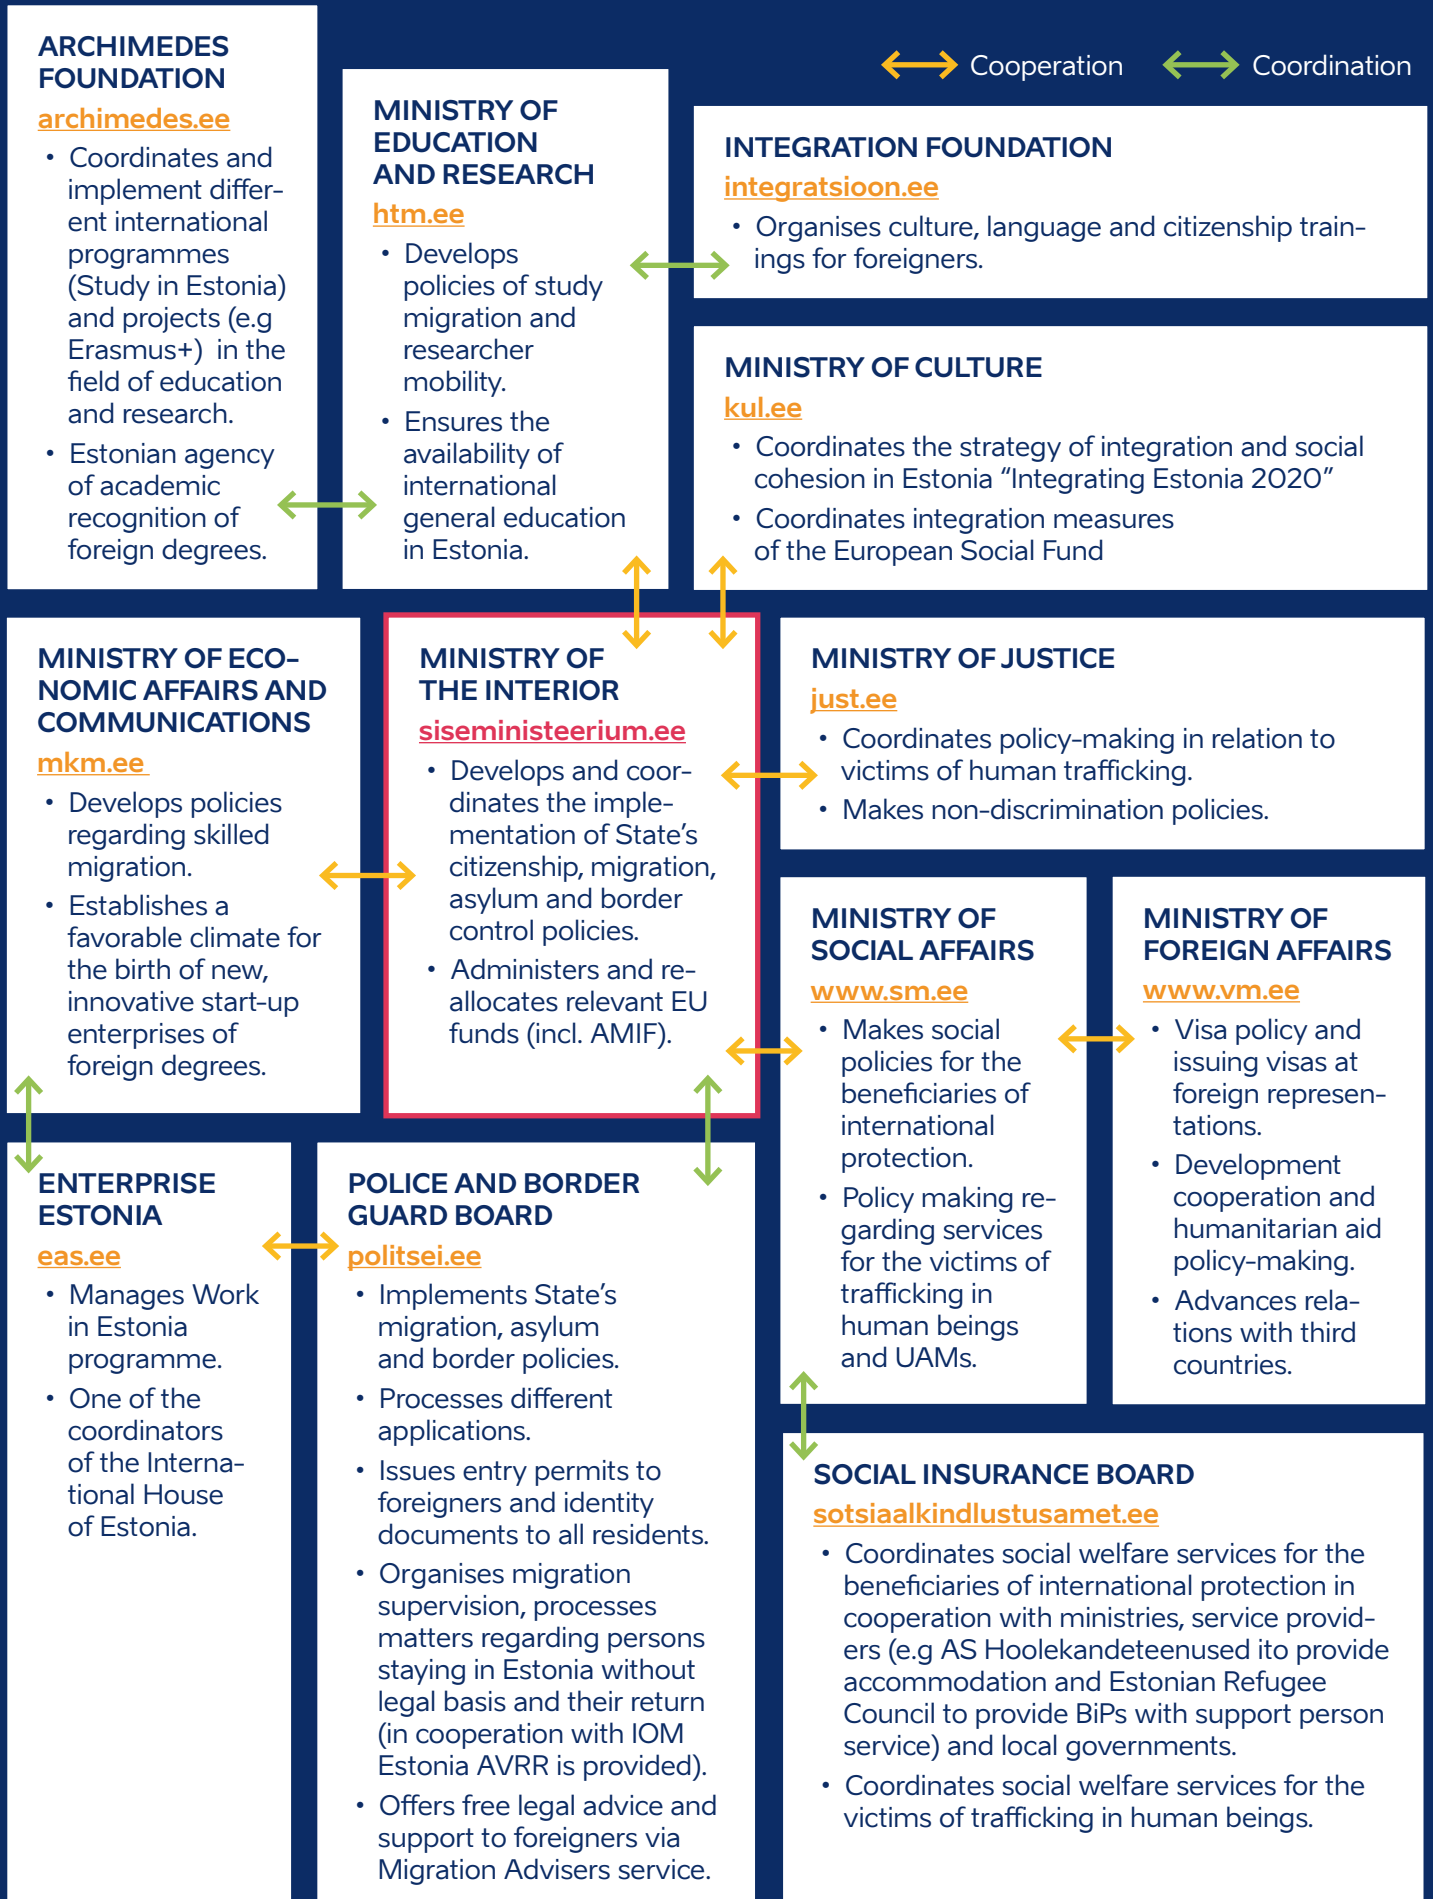 ARCHIMEDES
FOUNDATION
archimedes.ee
• Coordinates and
implement differ-
ent international
programmes
(Study in Estonia)
and projects (e.g
Erasmus+)  in the
field of education
and research.
• Estonian agency
of academic
recognition of
foreign degrees.
MINISTRY OF
EDUCATION
AND RESEARCH
htm.ee
• Develops
policies of study
migration and
researcher
mobility.
• Ensures the
availability of
international
general education
in Estonia.
Cooperation
Coordination
INTEGRATION FOUNDATION
integratsioon.ee
• Organises culture, language and citizenship train-
ings for foreigners.
MINISTRY OF CULTURE
kul.ee
• Coordinates the strategy of integration and social
cohesion in Estonia “Integrating Estonia 2020”
• Coordinates integration measures
of the European Social Fund
MINISTRY OF ECO-
NOMIC AFFAIRS AND
COMMUNICATIONS
mkm.ee
• Develops policies
regarding skilled
migration.
• Establishes a
favorable climate for
the birth of new,
innovative start-up
enterprises of
foreign degrees.
MINISTRY OF
THE INTERIOR
siseministeerium.ee
• Develops and coor-
dinates the imple-
mentation of State’s
citizenship, migration,
asylum and border
control policies.
• Administers and re-
allocates relevant EU
funds (incl. AMIF).
MINISTRY OF JUSTICE
just.ee
• Coordinates policy-making in relation to
victims of human trafficking.
• Makes non-discrimination policies.
MINISTRY OF
SOCIAL AFFAIRS
www.sm.ee
• Makes social
policies for the
beneficiaries of
international
protection.
• Policy making re-
garding services
for the victims of
trafficking in
human beings
and UAMs.
MINISTRY OF
FOREIGN AFFAIRS
www.vm.ee
• Visa policy and
issuing visas at
foreign represen-
tations.
• Development
cooperation and
humanitarian aid
policy-making.
• Advances rela-
tions with third
countries.
ENTERPRISE
ESTONIA
eas.ee
• Manages Work
in Estonia
programme.
• One of the
coordinators
of the Interna-
tional House
of Estonia.
POLICE AND BORDER
GUARD BOARD
politsei.ee
• Implements State’s
migration, asylum
and border policies.
• Processes different
applications.
• Issues entry permits to
foreigners and identity
documents to all residents.
• Organises migration
supervision, processes
matters regarding persons
staying in Estonia without
legal basis and their return
(in cooperation with IOM
Estonia AVRR is provided).
• Offers free legal advice and
support to foreigners via
Migration Advisers service.
SOCIAL INSURANCE BOARD
sotsiaalkindlustusamet.ee
• Coordinates social welfare services for the
beneficiaries of international protection in
cooperation with ministries, service provid-
ers (e.g AS Hoolekandeteenused ito provide
accommodation and Estonian Refugee
Council to provide BiPs with support person
service) and local governments.
• Coordinates social welfare services for the
victims of trafficking in human beings.